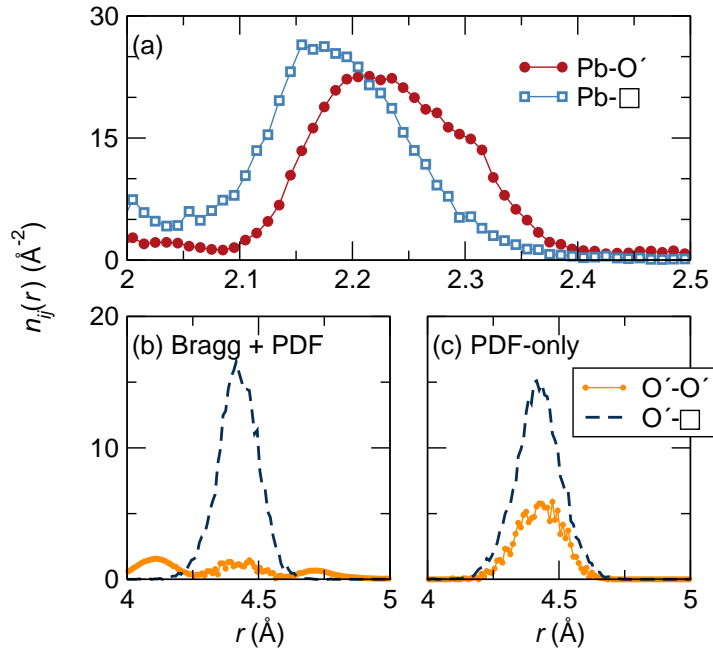 30
(a)
Pb-O´
Pb-□
15
0
2 2.1 2.2 2.3 2.4 2.5
n_ij(r) (Å⁻²)
20
(b) Bragg + PDF
(c) PDF-only
O´-O´
O´-□
10
0
4 4.5 5 4 4.5 5
r (Å) r (Å)